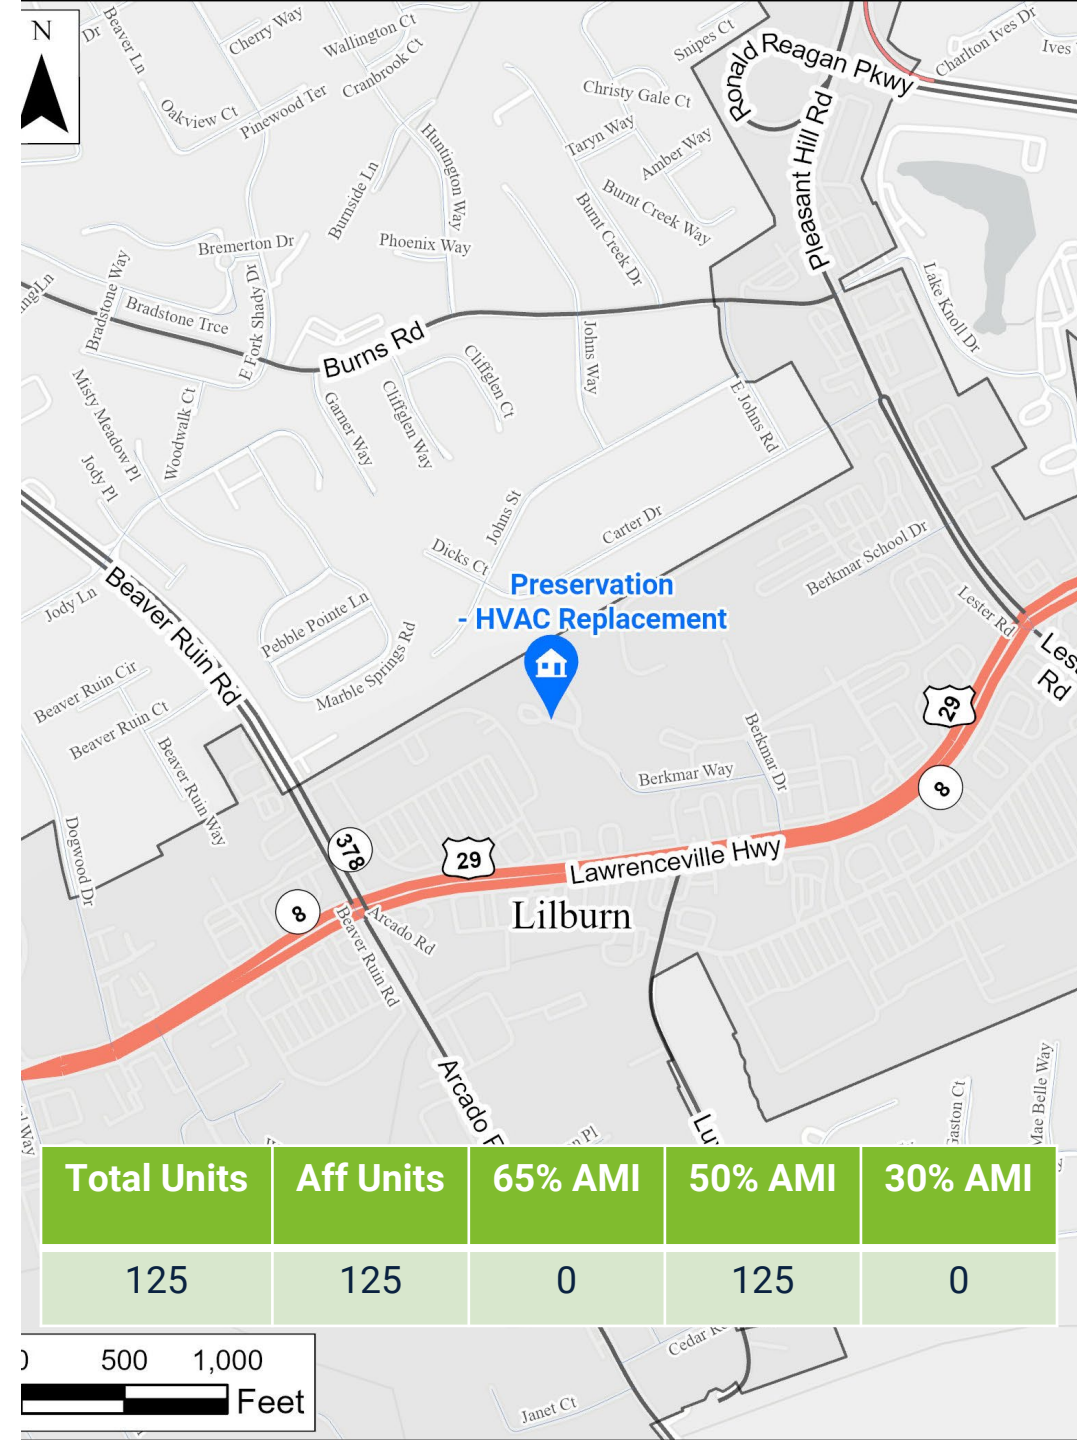 N
Dr
Beaver Ln
Cherry Way
Wallington Ct
Cranbrook Ct
Oakview Ct
Pinewood Ter
Huntington Way
Burnside Ln
Phoenix Way
Bremerton Dr
Bradstone Way
Bradstone Trce
E Fork Shady Dr
Snipes Ct
Ronald Reagan Pkwy
Charlton Ives Dr
Ives
Christy Gale Ct
Taryn Way
Amber Way
Burnt Creek Way
Burnt Creek Dr
Pleasant Hill Rd
Lake Knoll Dr
Burns Rd
Johns Way
Cliffglen Ct
Cliffglen Way
Garner Way
Woodwalk Ct
Misty Meadow Pl
Jody Pl
E Johns Rd
Johns St
Carter Dr
Dicks Ct
Berkmar School Dr
Lester Rd
Les
Rd
Jody Ln
Beaver Ruin Rd
Pebble Pointe Ln
Marble Springs Rd
Preservation
- HVAC Replacement
Beaver Ruin Cir
Beaver Ruin Ct
Beaver Ruin Way
Berkmar Dr
Berkmar Way
29
8
Dogwood Dr
378
29
Lawrenceville Hwy
8
Lilburn
Arcado Rd
Beaver Ruin Rd
Arcado R
Lu
Gaston Ct
Mae Belle Way
Way
Pl
Total Units Aff Units 65% AMI 50% AMI 30% AMI
125 125 0 125 0
Cedar R
Janet Ct
0 500 1,000
Feet